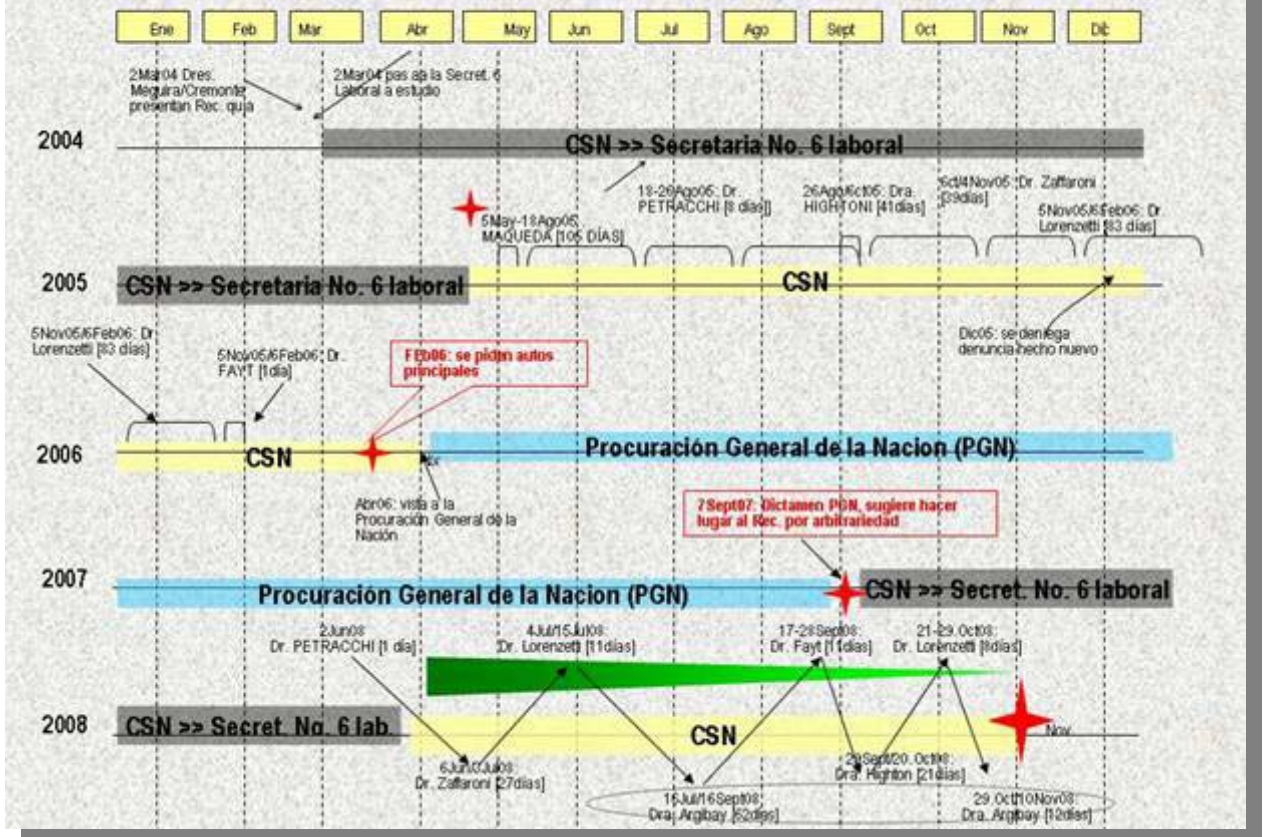 Ene Feb Mar Abr May Jun Jul Ago Sept Oct Nov Dic
2Mar04 Dres.
Meguira/Cremonte
presentan Rec. quja
2Mar04 pas aa la Secret. 6
Laboral a estudio
2004
CSN >> Secretaria No. 6 laboral
5May-18Ago05:
MAQUEDA [105 DÍAS]
18-26Ago05: Dr.
PETRACCHI [8 días]]
26Ago/6ct05: Dra.
HIGHTONI [41días]
6ct/4Nov05: Dr. Zaffaroni
[39días]
5Nov05/6Feb06: Dr
Lorenzetti [83 días]
2005
CSN >> Secretaria No. 6 laboral
CSN
Dic05: se deniega
denuncia hecho nuevo
5Nov05/6Feb06: Dr
Lorenzetti [83 días]
5Nov05/6Feb06: Dr.
FAYT [1día]
FEb06: se piden autos
principales
2006
CSN
Procuración General de la Nacion (PGN)
Abr06: vista a la
Procuración General de la
Nación
7Sept07: Dictamen PGN, sugiere hacer
lugar al Rec. por arbitrariedad
2007
Procuración General de la Nacion (PGN)
CSN >> Secret. No. 6 laboral
2Jun08:
Dr. PETRACCHI [1 día]
4Jul/15Jul08:
Dr. Lorenzetti [11días]
17-28Sept08:
Dr. Fayt [11días]
21-29.Oct08:
Dr. Lorenzetti [8días]
2008
CSN >> Secret. No. 6 lab.
CSN
Nov
Dr. Zaffaroni [27días]
29Sept/20.Oct08:
Dra. Highton [21días]
15Jul/16Sept08:
Dra. Argibay [62días]
29.Oct/10Nov08:
Dra. Argibay [12días]